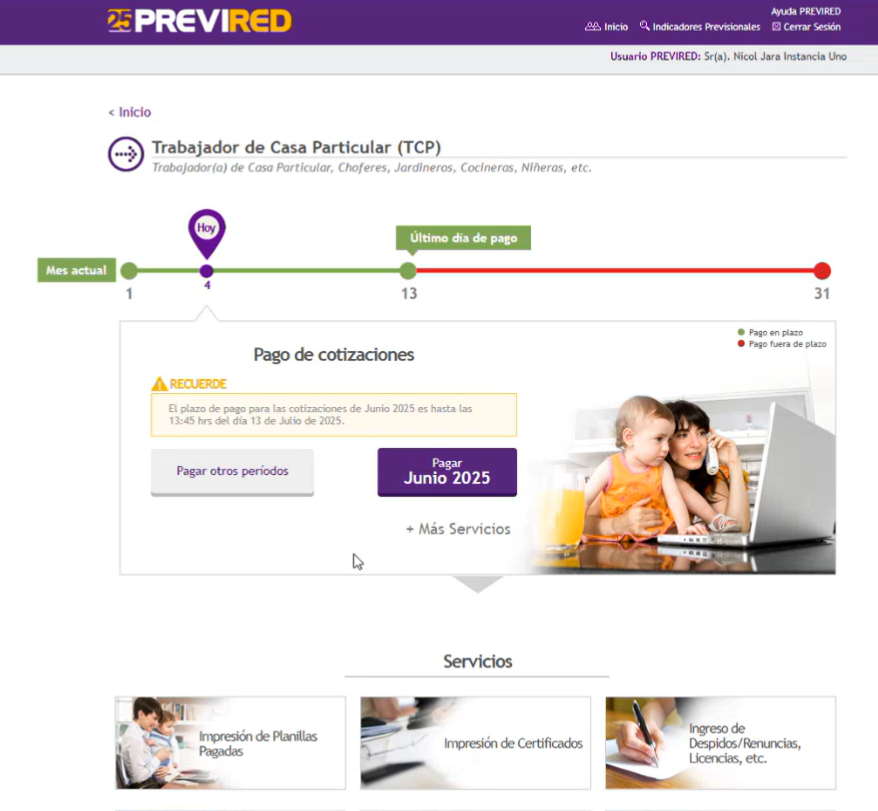 25 PREVIRED
Ayuda PREVIRED
Inicio Indicadores Previsionales Cerrar Sesión
Usuario PREVIRED: Sr(a). Nicol Jara Instancia Uno
< Inicio
Trabajador de Casa Particular (TCP)
Trabajador(a) de Casa Particular, Choferes, Jardineros, Cocineras, Niñeras, etc.
Hoy
Último día de pago
Mes actual
1
4
13
31
Pago en plazo
Pago fuera de plazo
Pago de cotizaciones
RECUERDE
El plazo de pago para las cotizaciones de Junio 2025 es hasta las
13:45 hrs del día 13 de Julio de 2025.
Pagar otros períodos
Pagar
Junio 2025
+ Más Servicios
Servicios
Impresión de Planillas
Pagadas
Impresión de Certificados
Ingreso de
Despidos/Renuncias,
Licencias, etc.